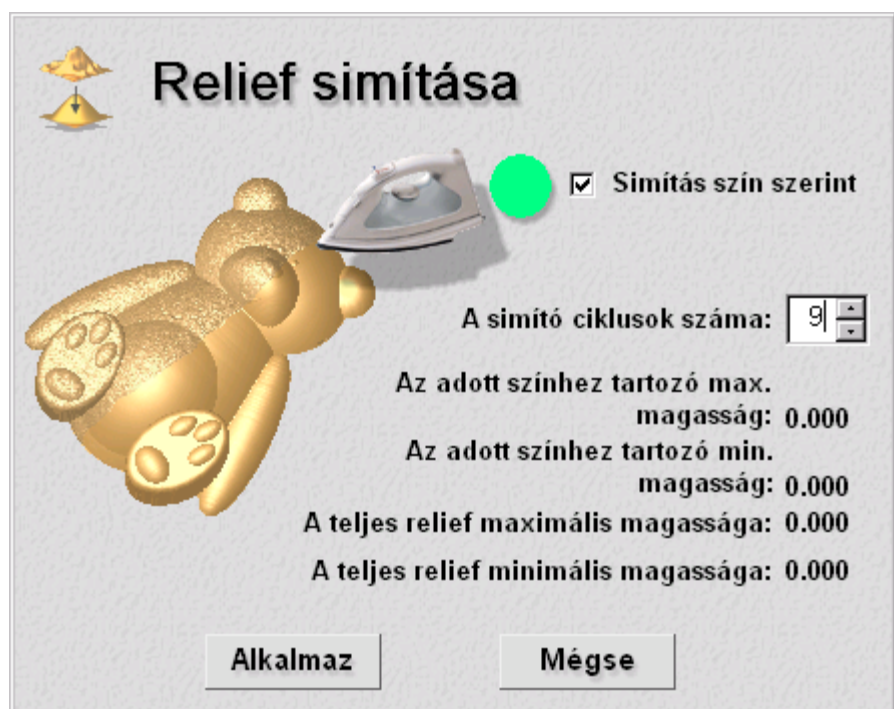 Relief simítása
Simítás szín szerint
A simító ciklusok száma: 9
Az adott színhez tartozó max.
magasság: 0.000
Az adott színhez tartozó min.
magasság: 0.000
A teljes relief maximális magassága: 0.000
A teljes relief minimális magassága: 0.000
Alkalmaz Mégse